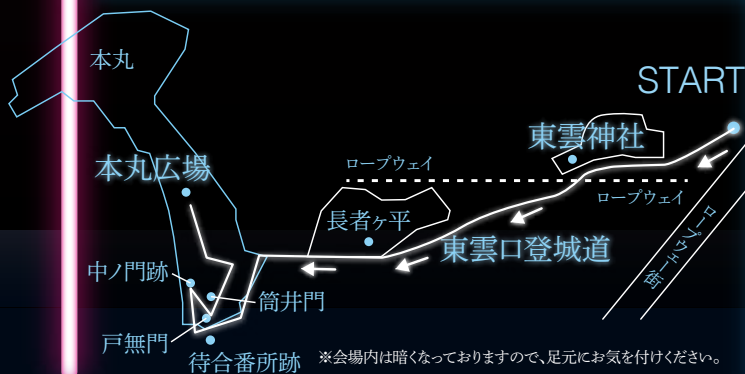 本丸
START
東雲神社
本丸広場
ロープウェイ
ロープウェイ
長者ヶ平
ロープウェー街
東雲口登城道
中ノ門跡
筒井門
戸無門
待合番所跡
※会場内は暗くなっておりますので、足元にお気を付けください。